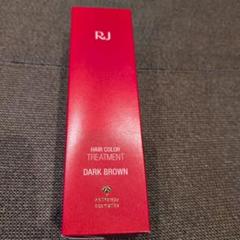 RJ
HAIR COLOR
TREATMENT
DARK BROWN